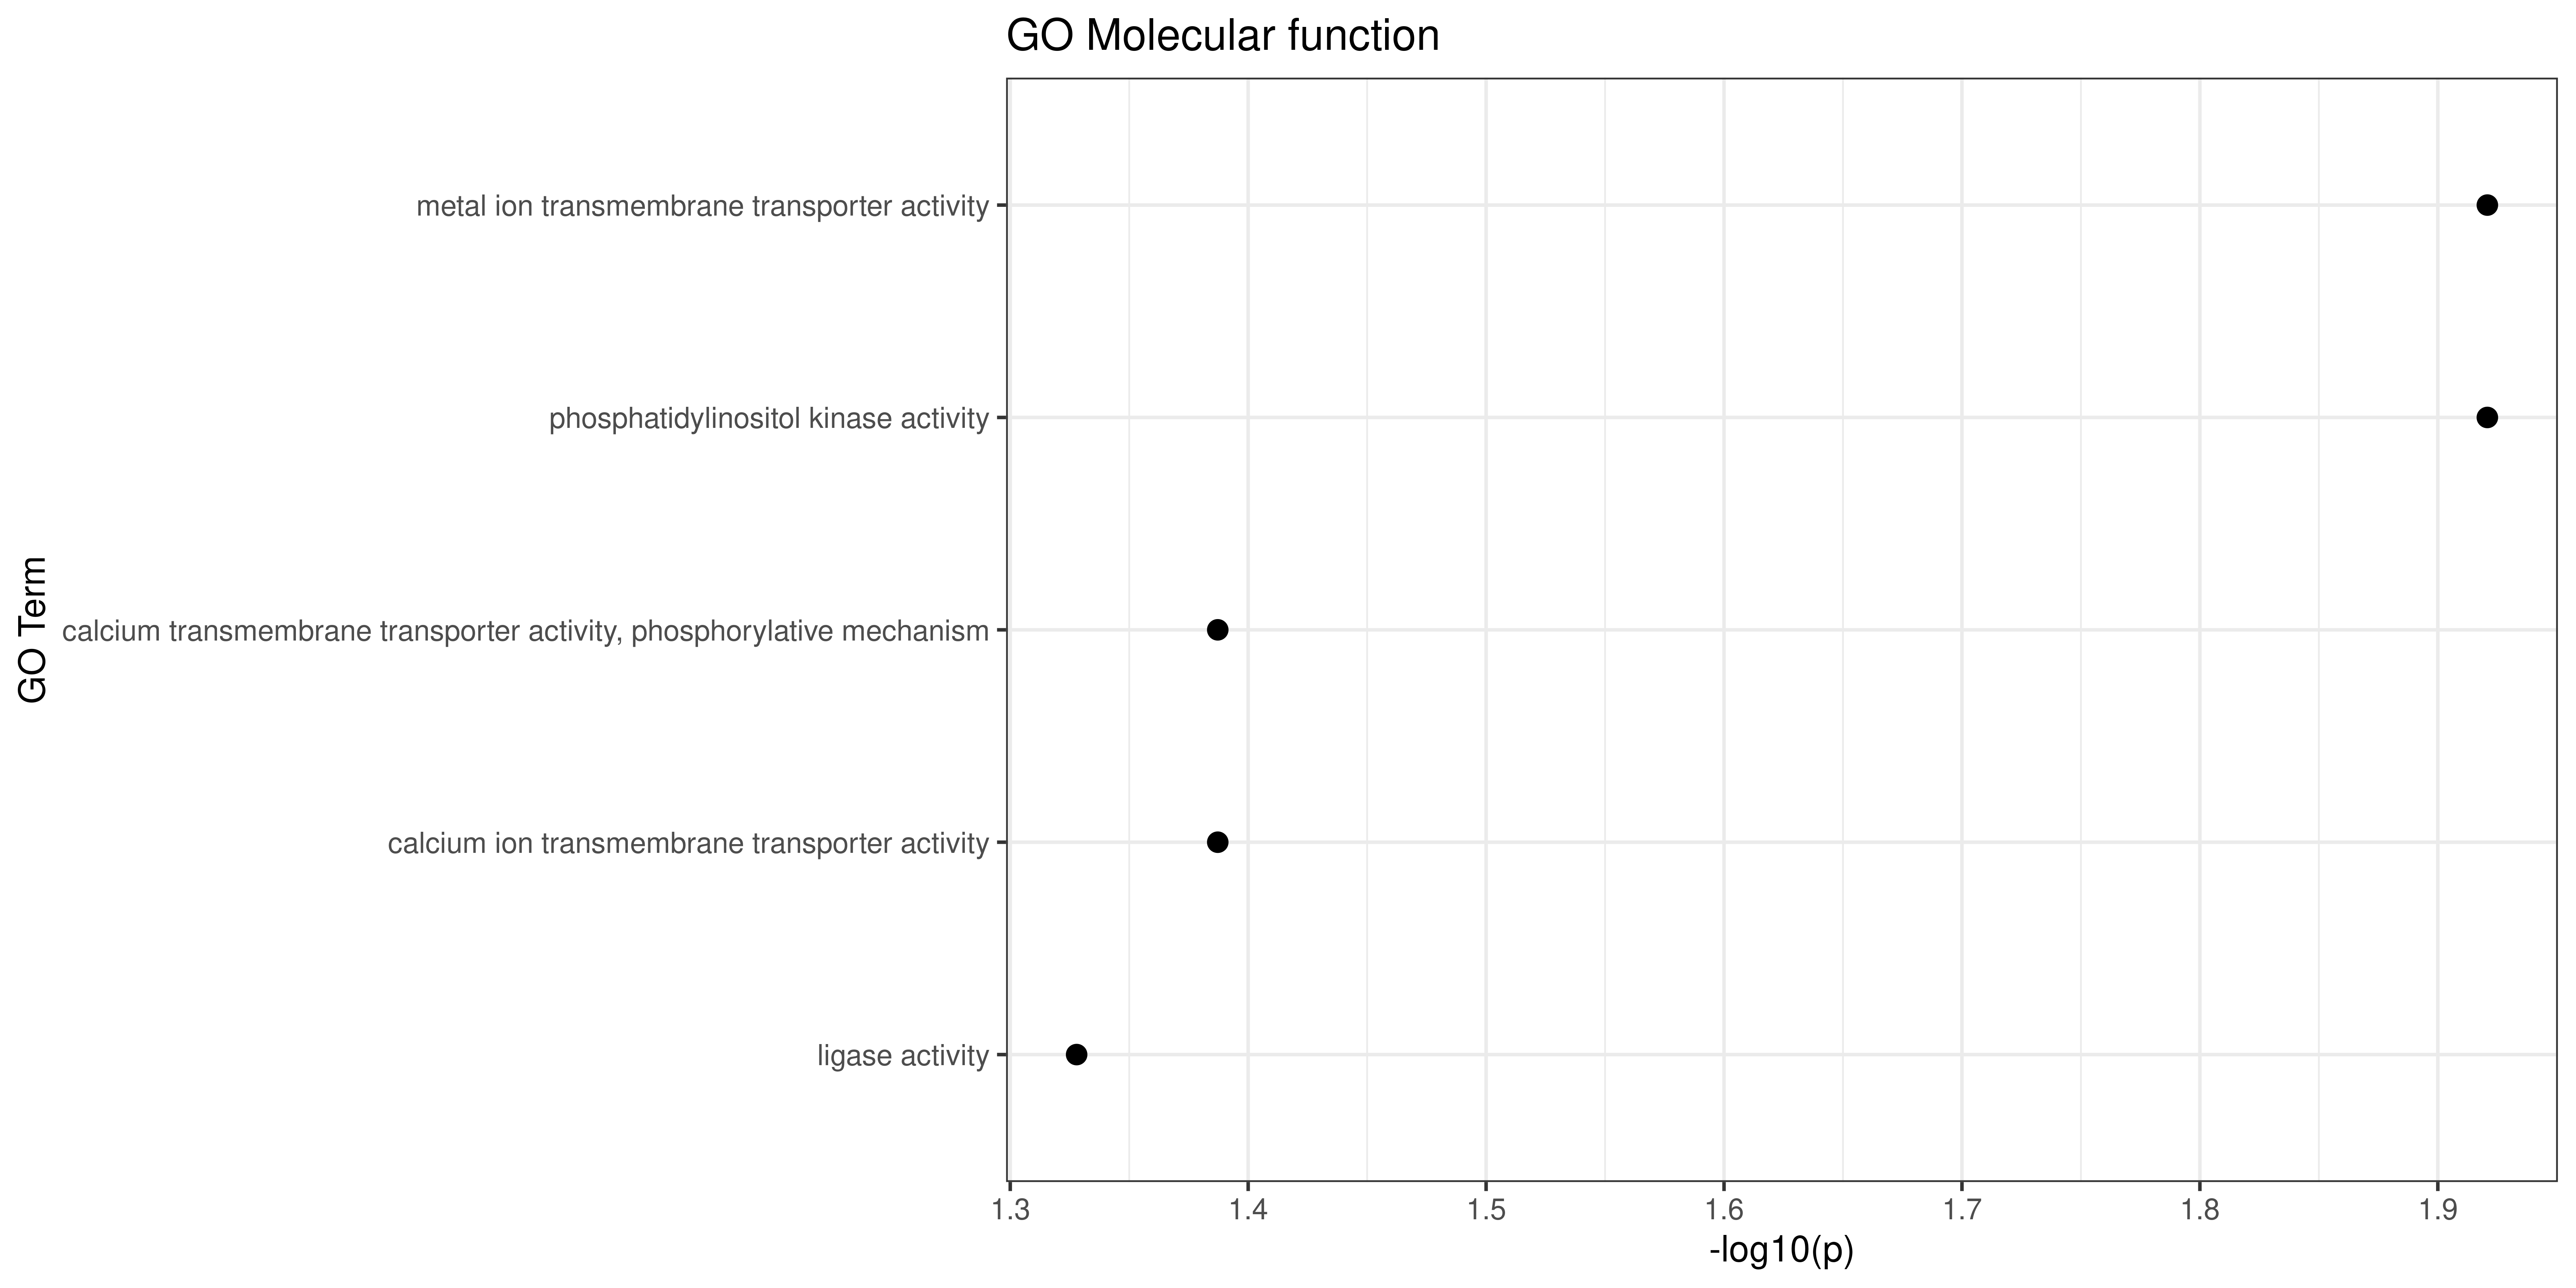 GO Molecular function
metal ion transmembrane transporter activity
phosphatidylinositol kinase activity
calcium transmembrane transporter activity, phosphorylative mechanism
calcium ion transmembrane transporter activity
ligase activity
GO Term
1.3 1.4 1.5 1.6 1.7 1.8 1.9
-log10(p)